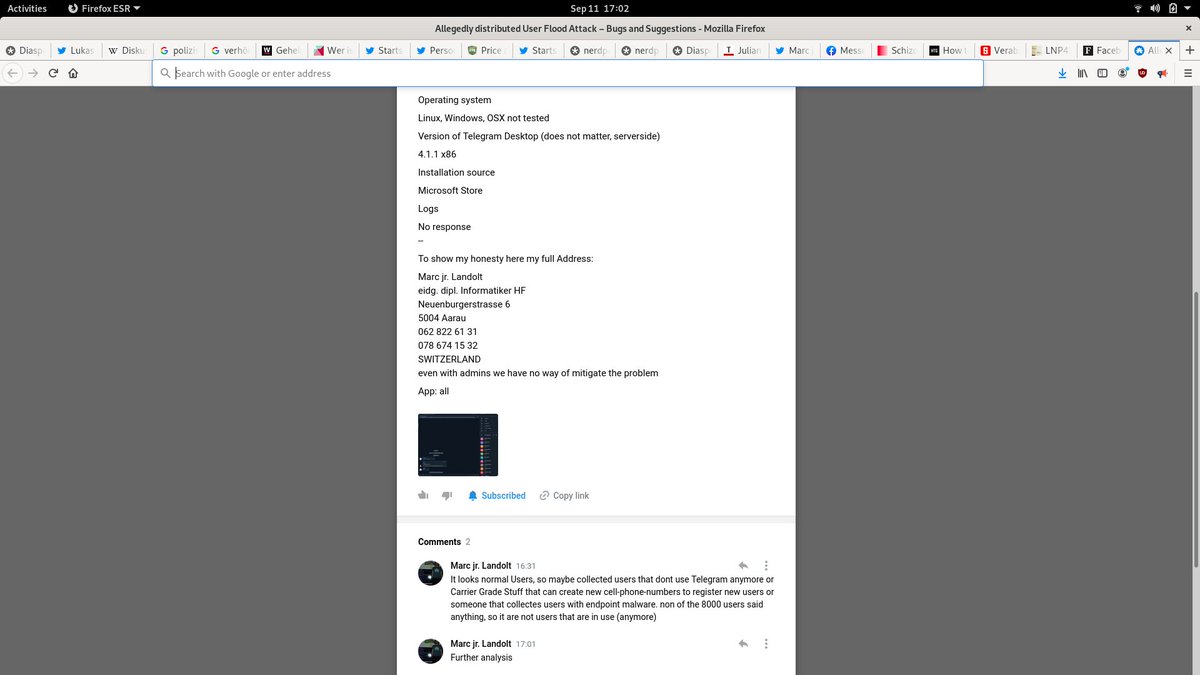 Activities
Firefox ESR
Sep 11 17:02
Allegedly distributed User Flood Attack – Bugs and Suggestions - Mozilla Firefox
Diasp
Lukas
Disku
polizi
verhö
Gehei
Wer is
Starts
Perso
Price
Starts
nerdp
nerdp
Diasp
Julian
Marc
Mess
Schiz
How t
Verab
LNP4
Faceb
All
Search with Google or enter address
Operating system
Linux, Windows, OSX not tested
Version of Telegram Desktop (does not matter, serverside)
4.1.1 x86
Installation source
Microsoft Store
Logs
No response
--
To show my honesty here my full Address:
Marc jr. Landolt
eidg. dipl. Informatiker HF
Neuenburgerstrasse 6
5004 Aarau
062 822 61 31
078 674 15 32
SWITZERLAND
even with admins we have no way of mitigate the problem
App: all
Subscribed
Copy link
Comments 2
Marc jr. Landolt 16:31
It looks normal Users, so maybe collected users that dont use Telegram anymore or
Carrier Grade Stuff that can create new cell-phone-numbers to register new users or
someone that collectes users with endpoint malware. non of the 8000 users said
anything, so it are not users that are in use (anymore)
Marc jr. Landolt 17:01
Further analysis